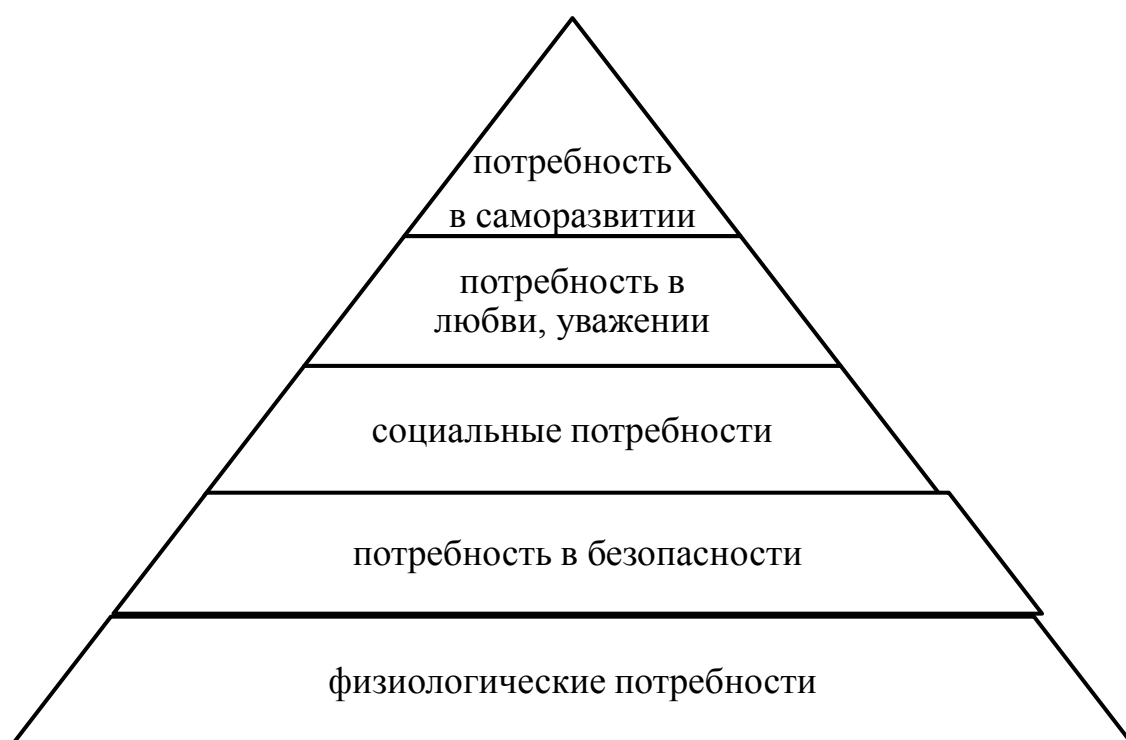 потребность
в саморазвитии
потребность в
любви, уважении
социальные потребности
потребность в безопасности
физиологические потребности